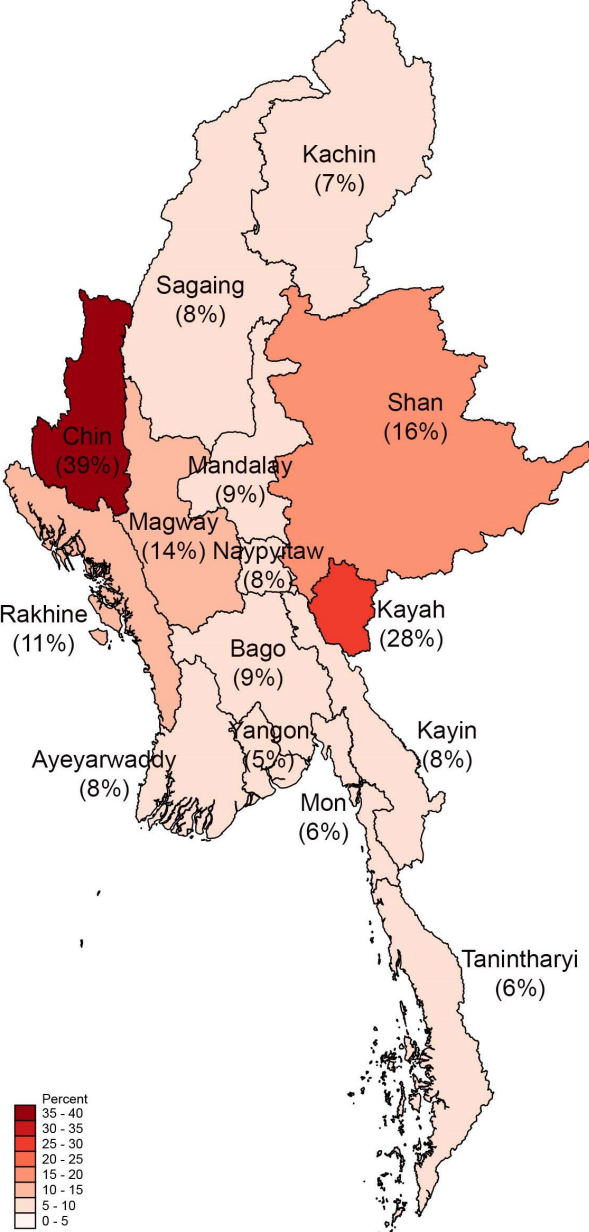 Kachin
(7%)
Sagaing
(8%)
Shan
(16%)
Chin
(39%)
Mandalay
(9%)
Magway
(14%)
Naypyitaw
(8%)
Rakhine
(11%)
Kayah
(28%)
Bago
(9%)
Yangon
(5%)
Kayin
(8%)
Ayeyarwaddy
(8%)
Mon
(6%)
Tanintharyi
(6%)
Percent
35 - 40
30 - 35
25 - 30
20 - 25
15 - 20
10 - 15
5 - 10
0 - 5